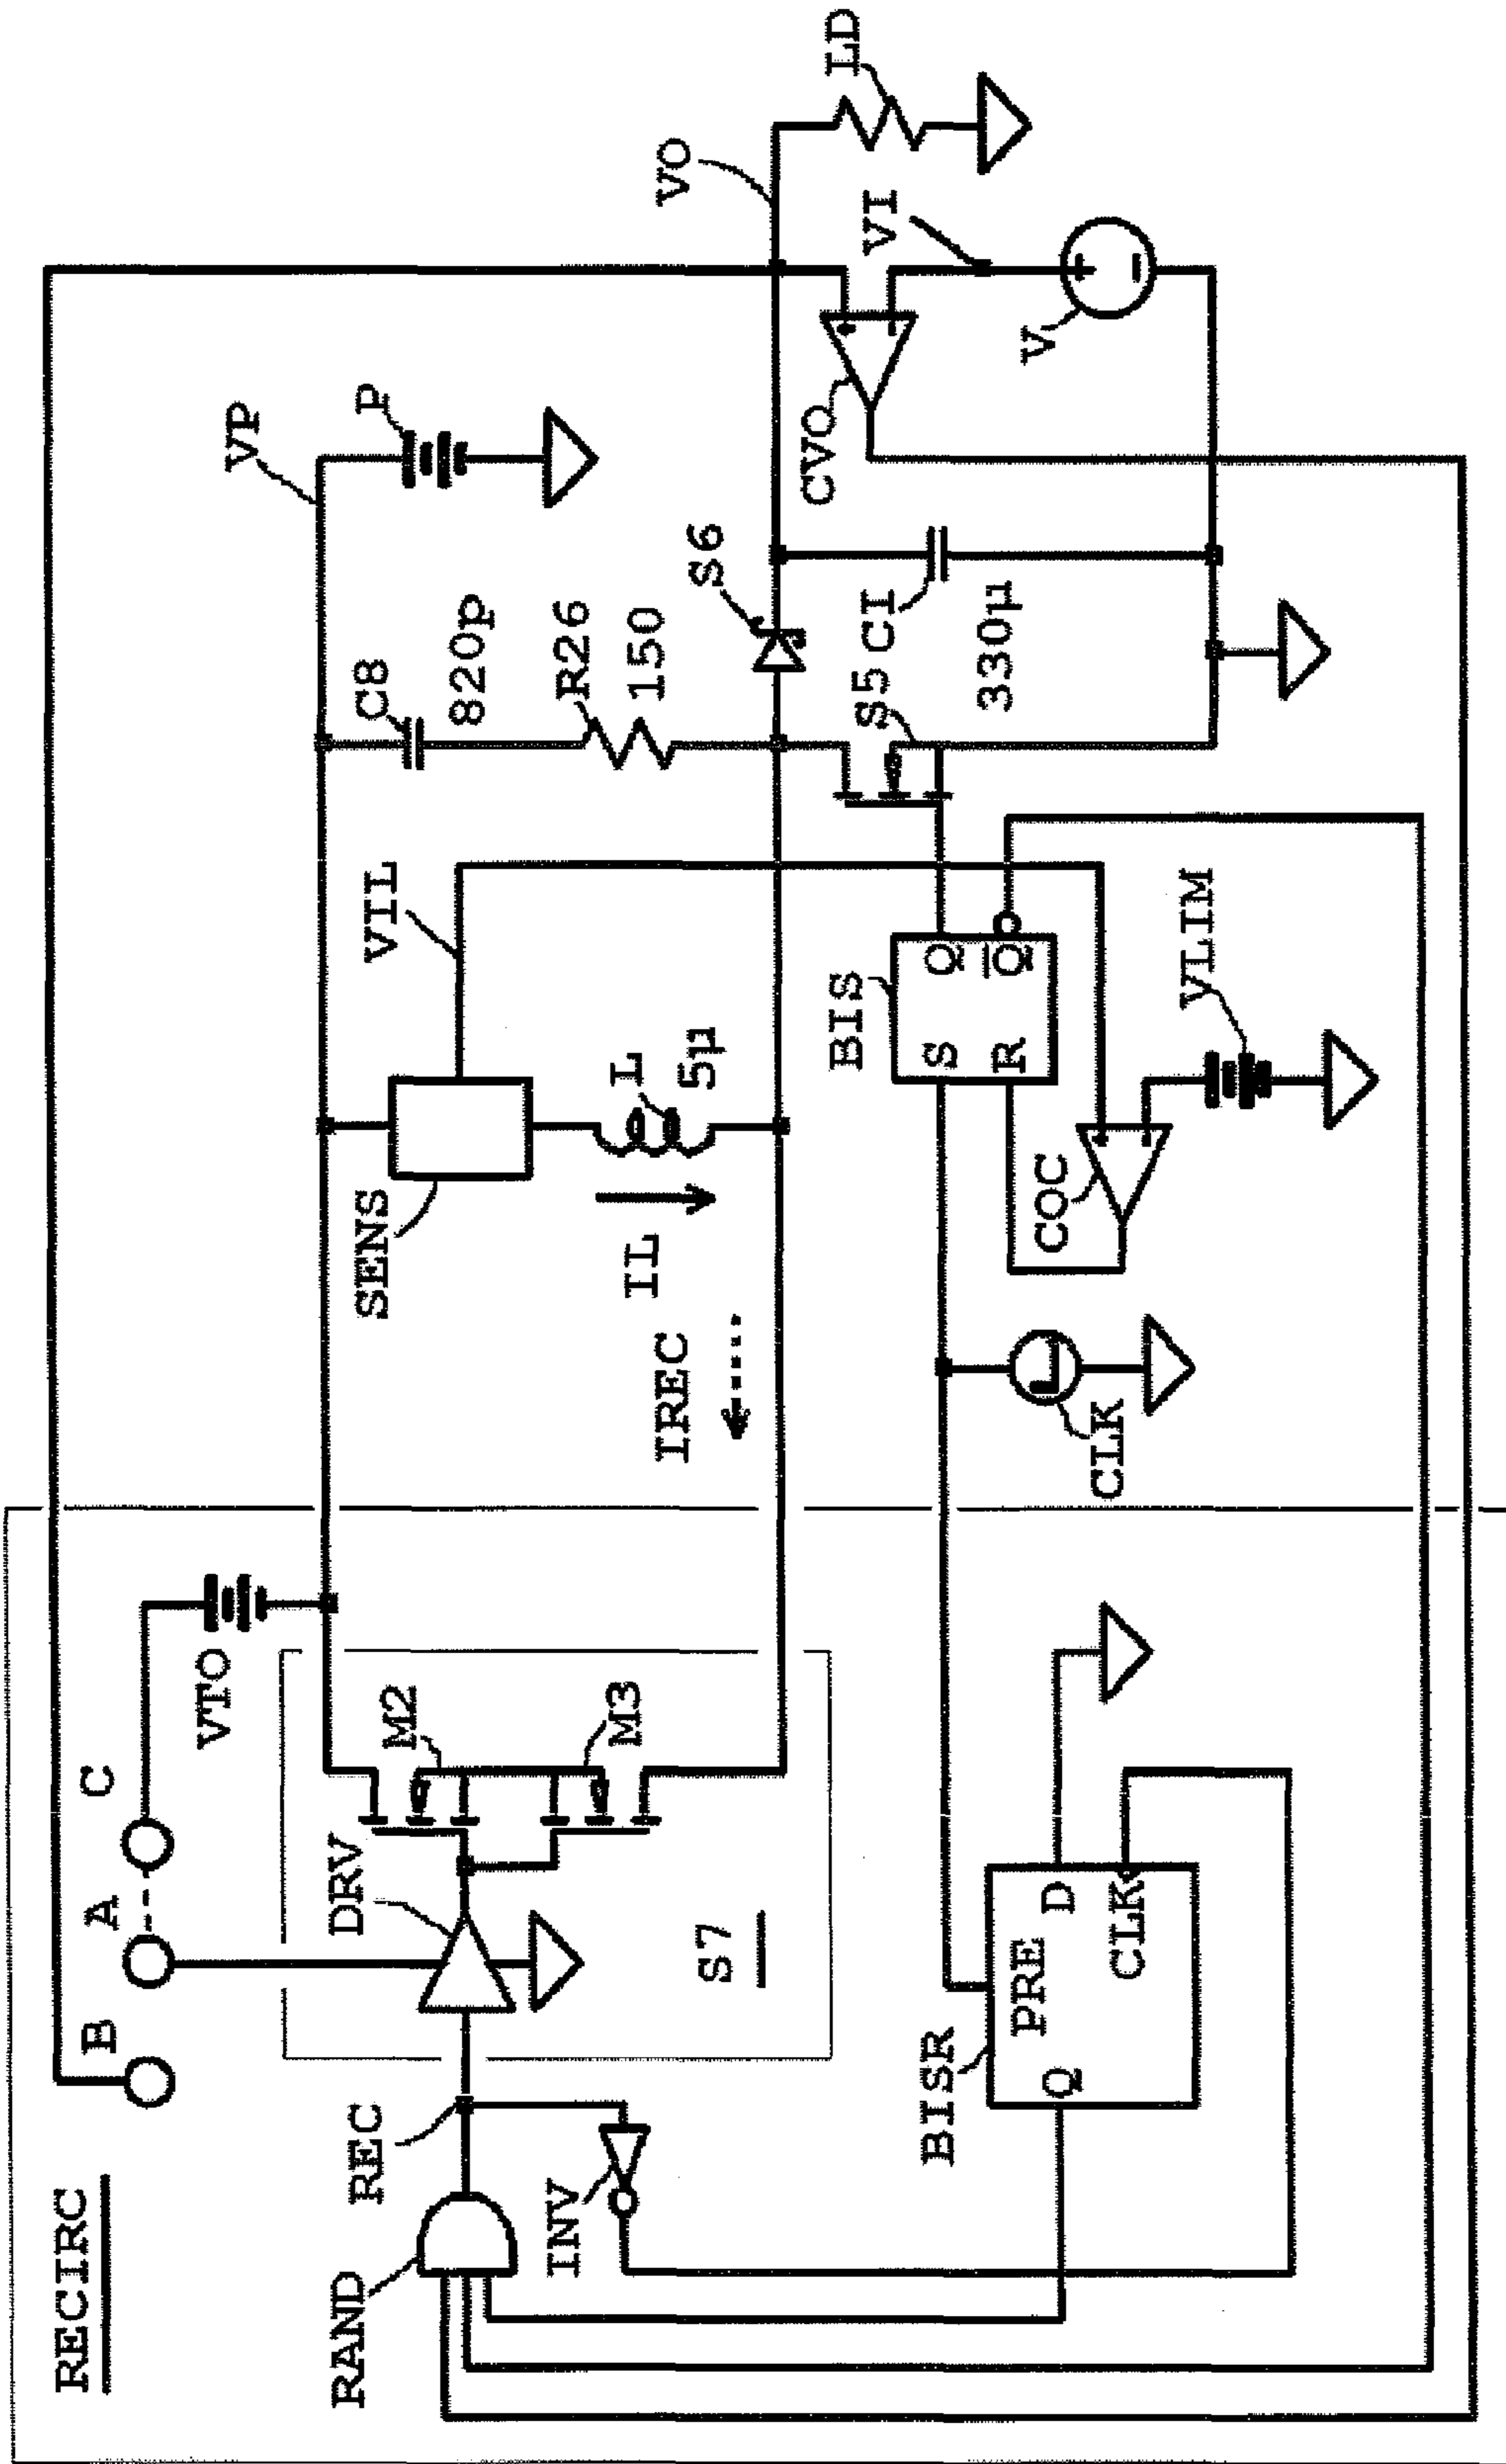 RECIRC
B
A
C
VTO
RAND
REC
DRV
M2
M3
INV
S7
SENS
VIL
VP
P
C8
820p
R26
150
L
5µ
IL
IREC
S6
VO
LD
S5
CI
330µ
CVO
+
-
VI
V
+
-
BISR
Q
PRE
D
CLK
CLK
BIS
S
R
Q
Q̅
COC
+
-
VLIM